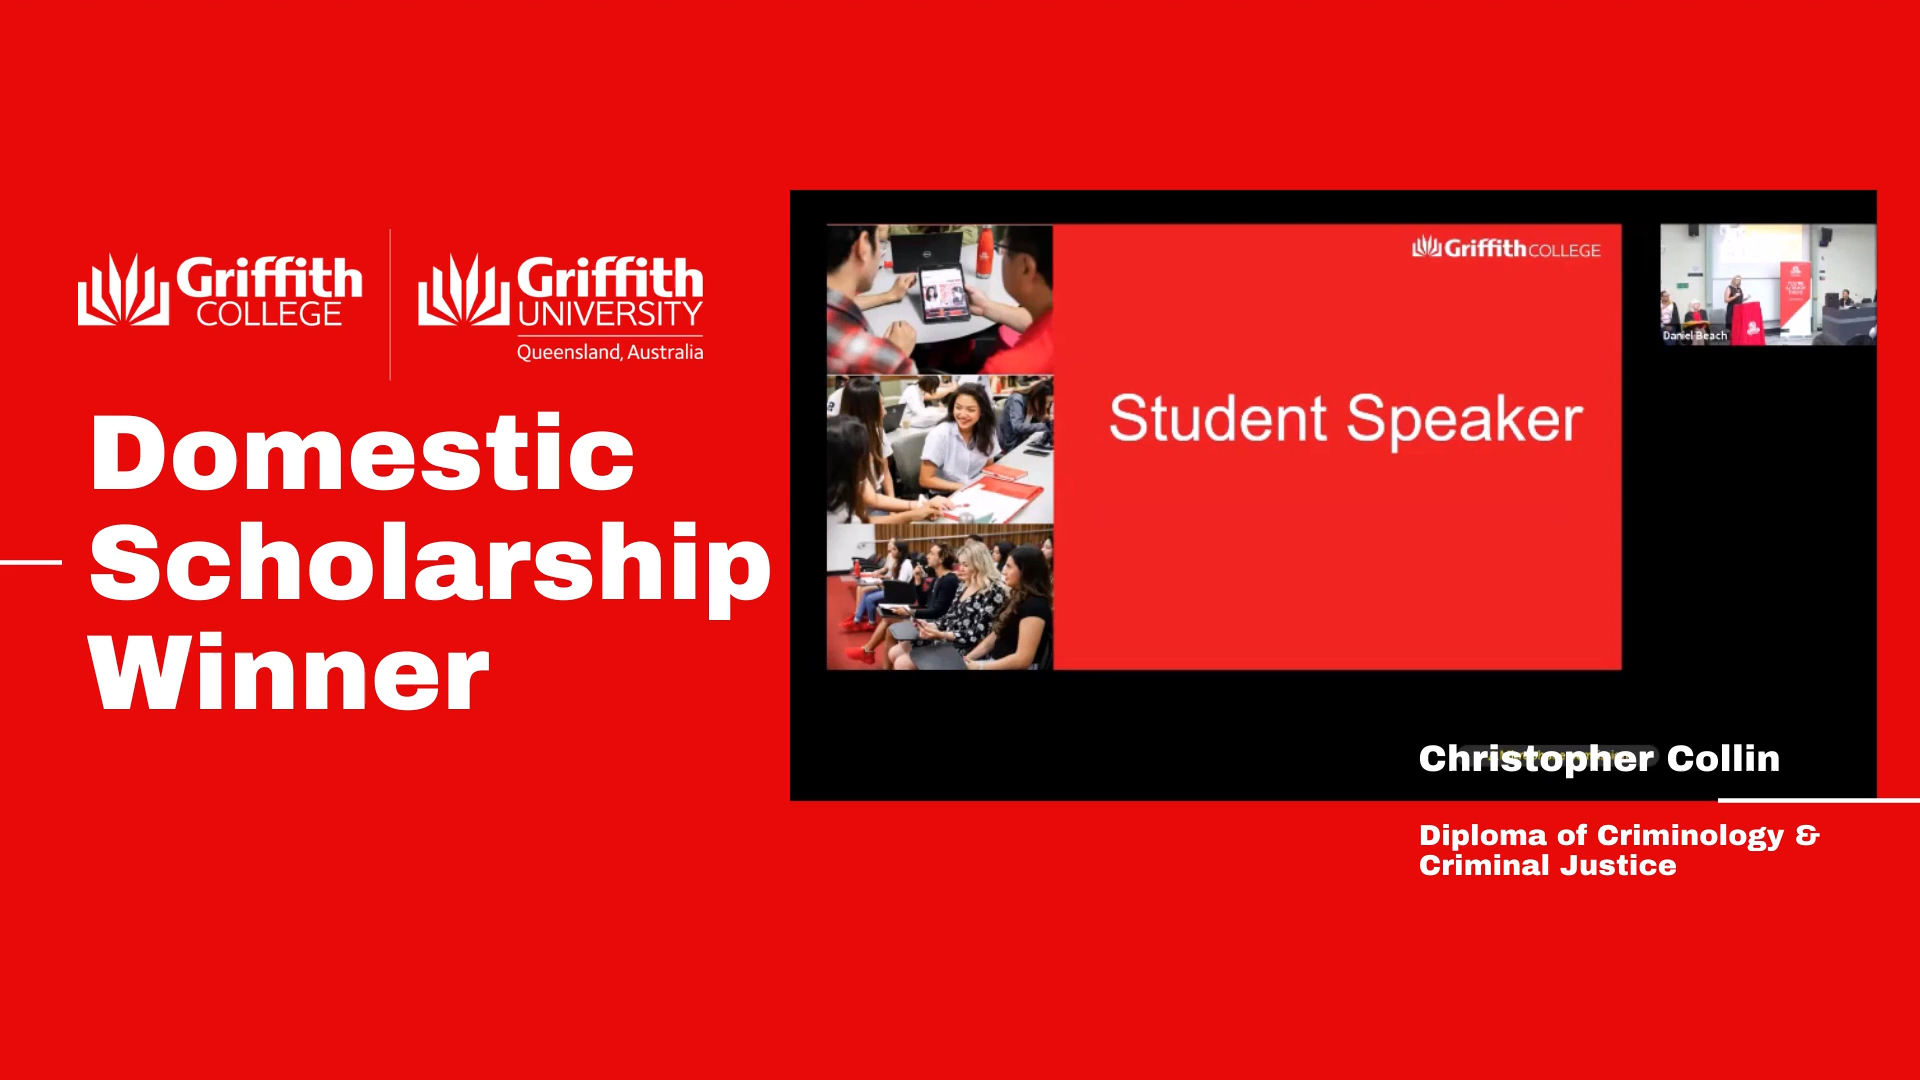 Griffith
COLLEGE
Griffith
UNIVERSITY
Queensland, Australia
Domestic
Scholarship
Winner
Griffith COLLEGE
Student Speaker
Daniel Beach
Christopher Collin
Diploma of Criminology &
Criminal Justice